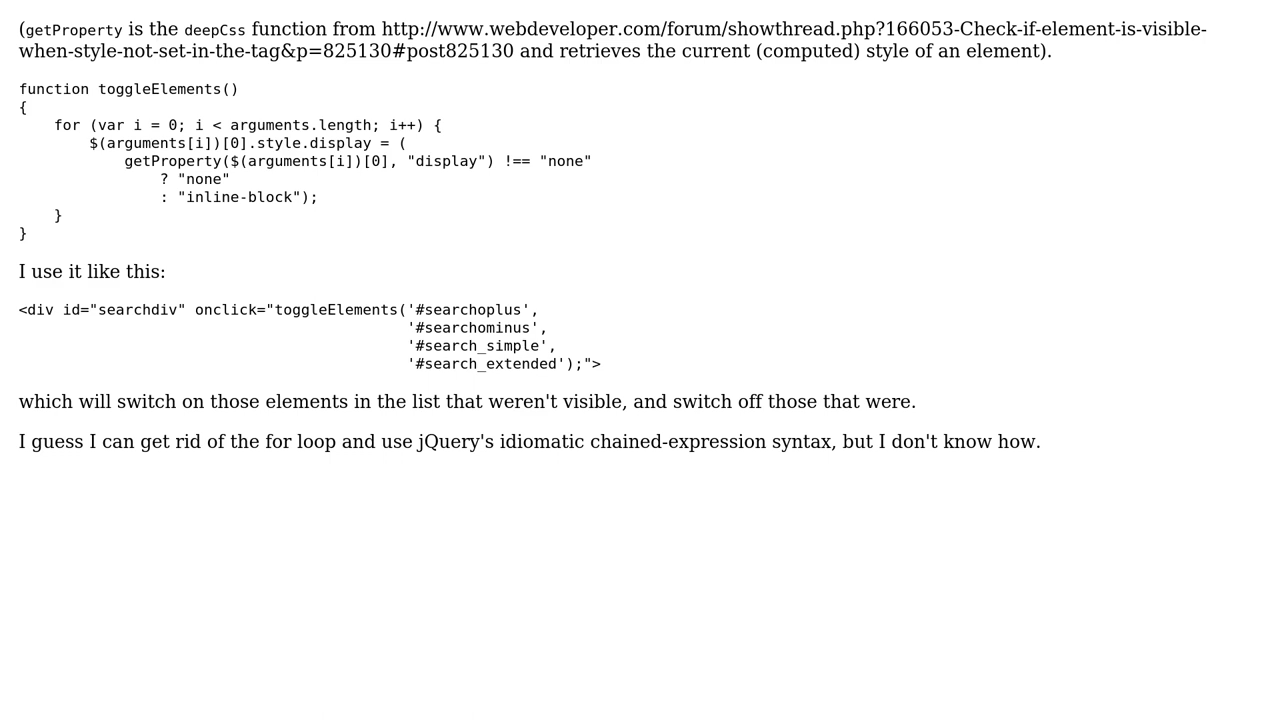 (getProperty is the deepCss function from http://www.webdeveloper.com/forum/showthread.php?166053-Check-if-element-is-visible-
when-style-not-set-in-the-tag&p=825130#post825130 and retrieves the current (computed) style of an element).
function toggleElements()
{
    for (var i = 0; i < arguments.length; i++) {
        $(arguments[i])[0].style.display = (
            getProperty($(arguments[i])[0], "display") !== "none"
                ? "none"
                : "inline-block");
    }
}
I use it like this:
<div id="searchdiv" onclick="toggleElements('#searchoplus',
                                            '#searchominus',
                                            '#search_simple',
                                            '#search_extended');">
which will switch on those elements in the list that weren't visible, and switch off those that were.
I guess I can get rid of the for loop and use jQuery's idiomatic chained-expression syntax, but I don't know how.